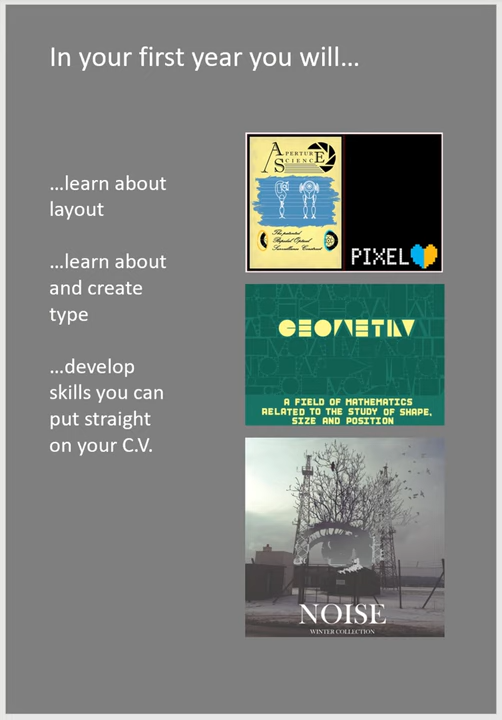 In your first year you will...
...learn about
layout
...learn about
and create
type
...develop
skills you can
put straight
on your C.V.
APERTURE
SCIENCE
The patented
PIXEL
GEOMETRY
A FIELD OF MATHEMATICS
RELATED TO THE STUDY OF SHAPE,
SIZE AND POSITION
NOISE
WINTER COLLECTION